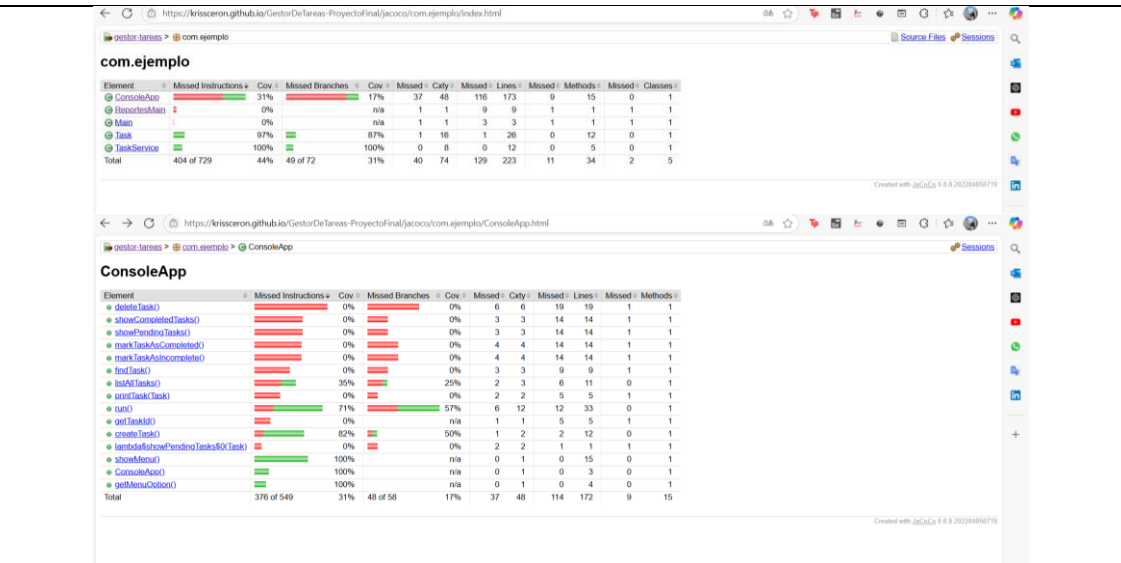 https://krissceron.github.io/GestorDeTareas-ProyectoFinal/jacoco/com.ejemplo/index.html
gestor-tareas > com.ejemplo Source Files Sessions
com.ejemplo
Element Missed Instructions Cov. Missed Branches Cov. Missed Cxty Missed Lines Missed Methods Missed Classes
ConsoleApp 31% 17% 37 48 116 173 9 15 0 1
ReportesMain 0% n/a 1 1 9 9 1 1 1 1
Main 0% n/a 1 1 3 3 1 1 1 1
Task 97% 87% 1 16 1 26 0 12 0 1
TaskService 100% 100% 0 8 0 12 0 5 0 1
Total 404 of 729 44% 49 of 72 31% 40 74 129 223 11 34 2 5
Created with JaCoCo 0.8.8.202204050719
https://krissceron.github.io/GestorDeTareas-ProyectoFinal/jacoco/com.ejemplo/ConsoleApp.html
gestor-tareas > com.ejemplo > ConsoleApp Sessions
ConsoleApp
Element Missed Instructions Cov. Missed Branches Cov. Missed Cxty Missed Lines Missed Methods
deleteTask() 0% 0% 6 6 19 19 1 1
showCompletedTasks() 0% 0% 3 3 14 14 1 1
showPendingTasks() 0% 0% 3 3 14 14 1 1
markTaskAsCompleted() 0% 0% 4 4 14 14 1 1
markTaskAsIncomplete() 0% 0% 4 4 14 14 1 1
findTask() 0% 0% 3 3 9 9 1 1
listAllTasks() 35% 25% 2 3 6 11 0 1
printTask(Task) 0% 0% 2 2 5 5 1 1
run() 71% 57% 6 12 12 33 0 1
getTaskId() 0% n/a 1 1 5 5 1 1
createTask() 82% 50% 1 2 2 12 0 1
lambda$showPendingTasks$0(Task) 0% 0% 2 2 1 1 1 1
showMenu() 100% n/a 0 1 0 15 0 1
ConsoleApp() 100% n/a 0 1 0 3 0 1
getMenuOption() 100% n/a 0 1 0 4 0 1
Total 376 of 549 31% 48 of 58 17% 37 48 114 172 9 15
Created with JaCoCo 0.8.8.202204050719